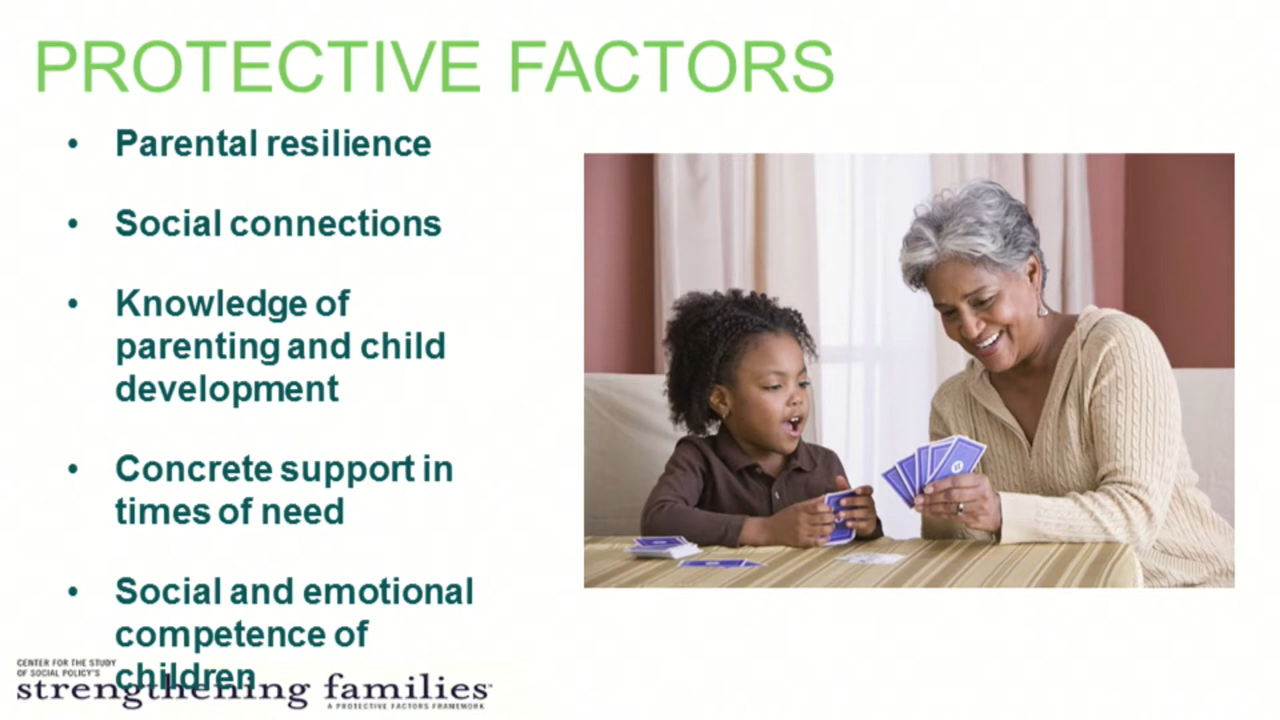 PROTECTIVE FACTORS
• Parental resilience
• Social connections
• Knowledge of
parenting and child
development
• Concrete support in
times of need
• Social and emotional
competence of
children
CENTER FOR THE STUDY
OF SOCIAL POLICY'S
strengthening families
A PROTECTIVE FACTORS FRAMEWORK